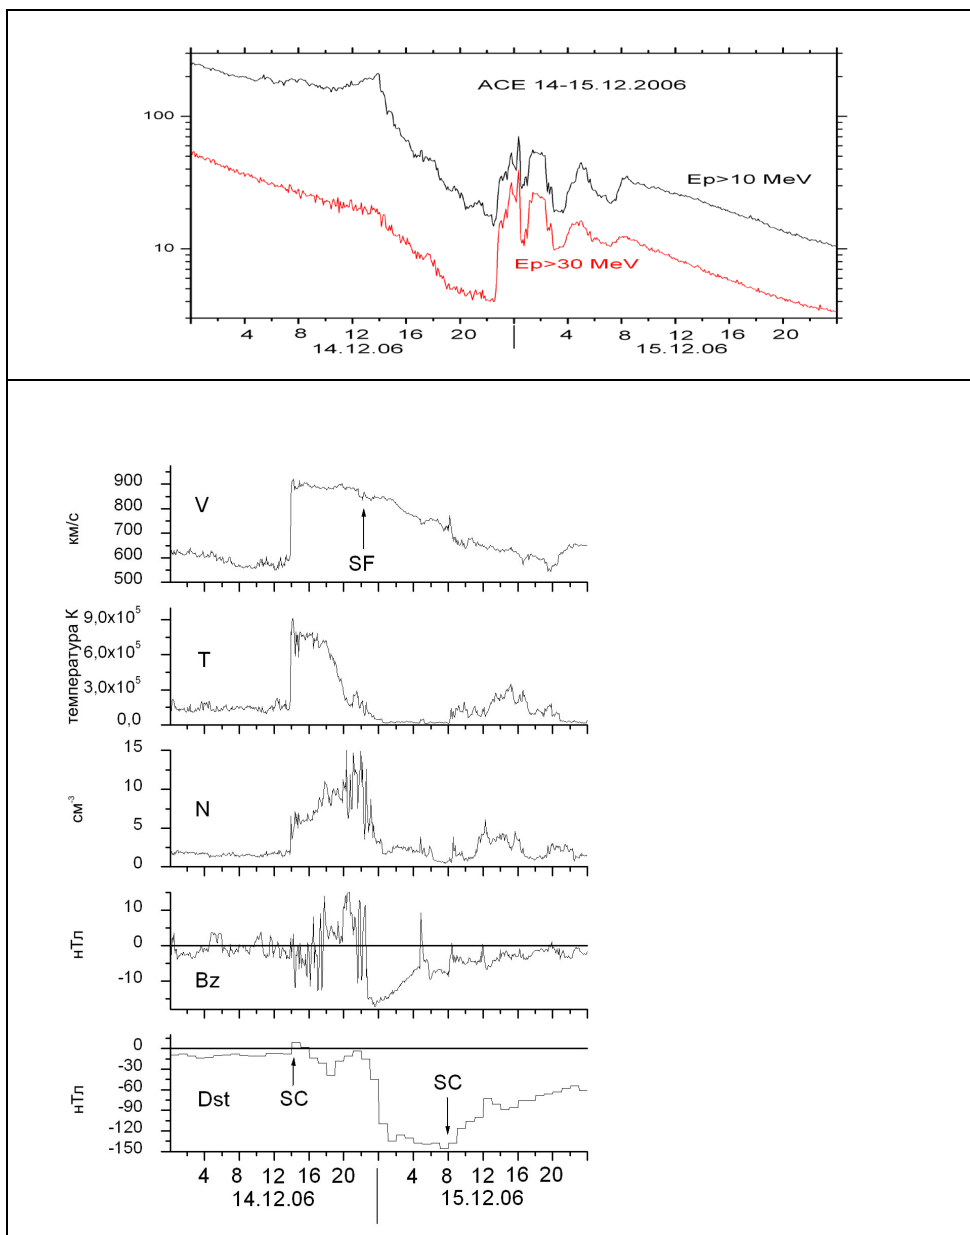 ACE 14-15.12.2006
100
Ep>10 MeV
10
Ep>30 MeV
4 8 12 16 20 4 8 12 16 20
14.12.06 15.12.06
900
800
700
600
500
км/с
V
SF
9,0x10⁵
6,0x10⁵
3,0x10⁵
0,0
температура К
T
15
10
5
0
см⁻³
N
10
0
-10
нТл
Bz
0
-30
-60
-90
-120
-150
нТл
Dst
SC
SC
4 8 12 16 20 4 8 12 16 20
14.12.06 15.12.06